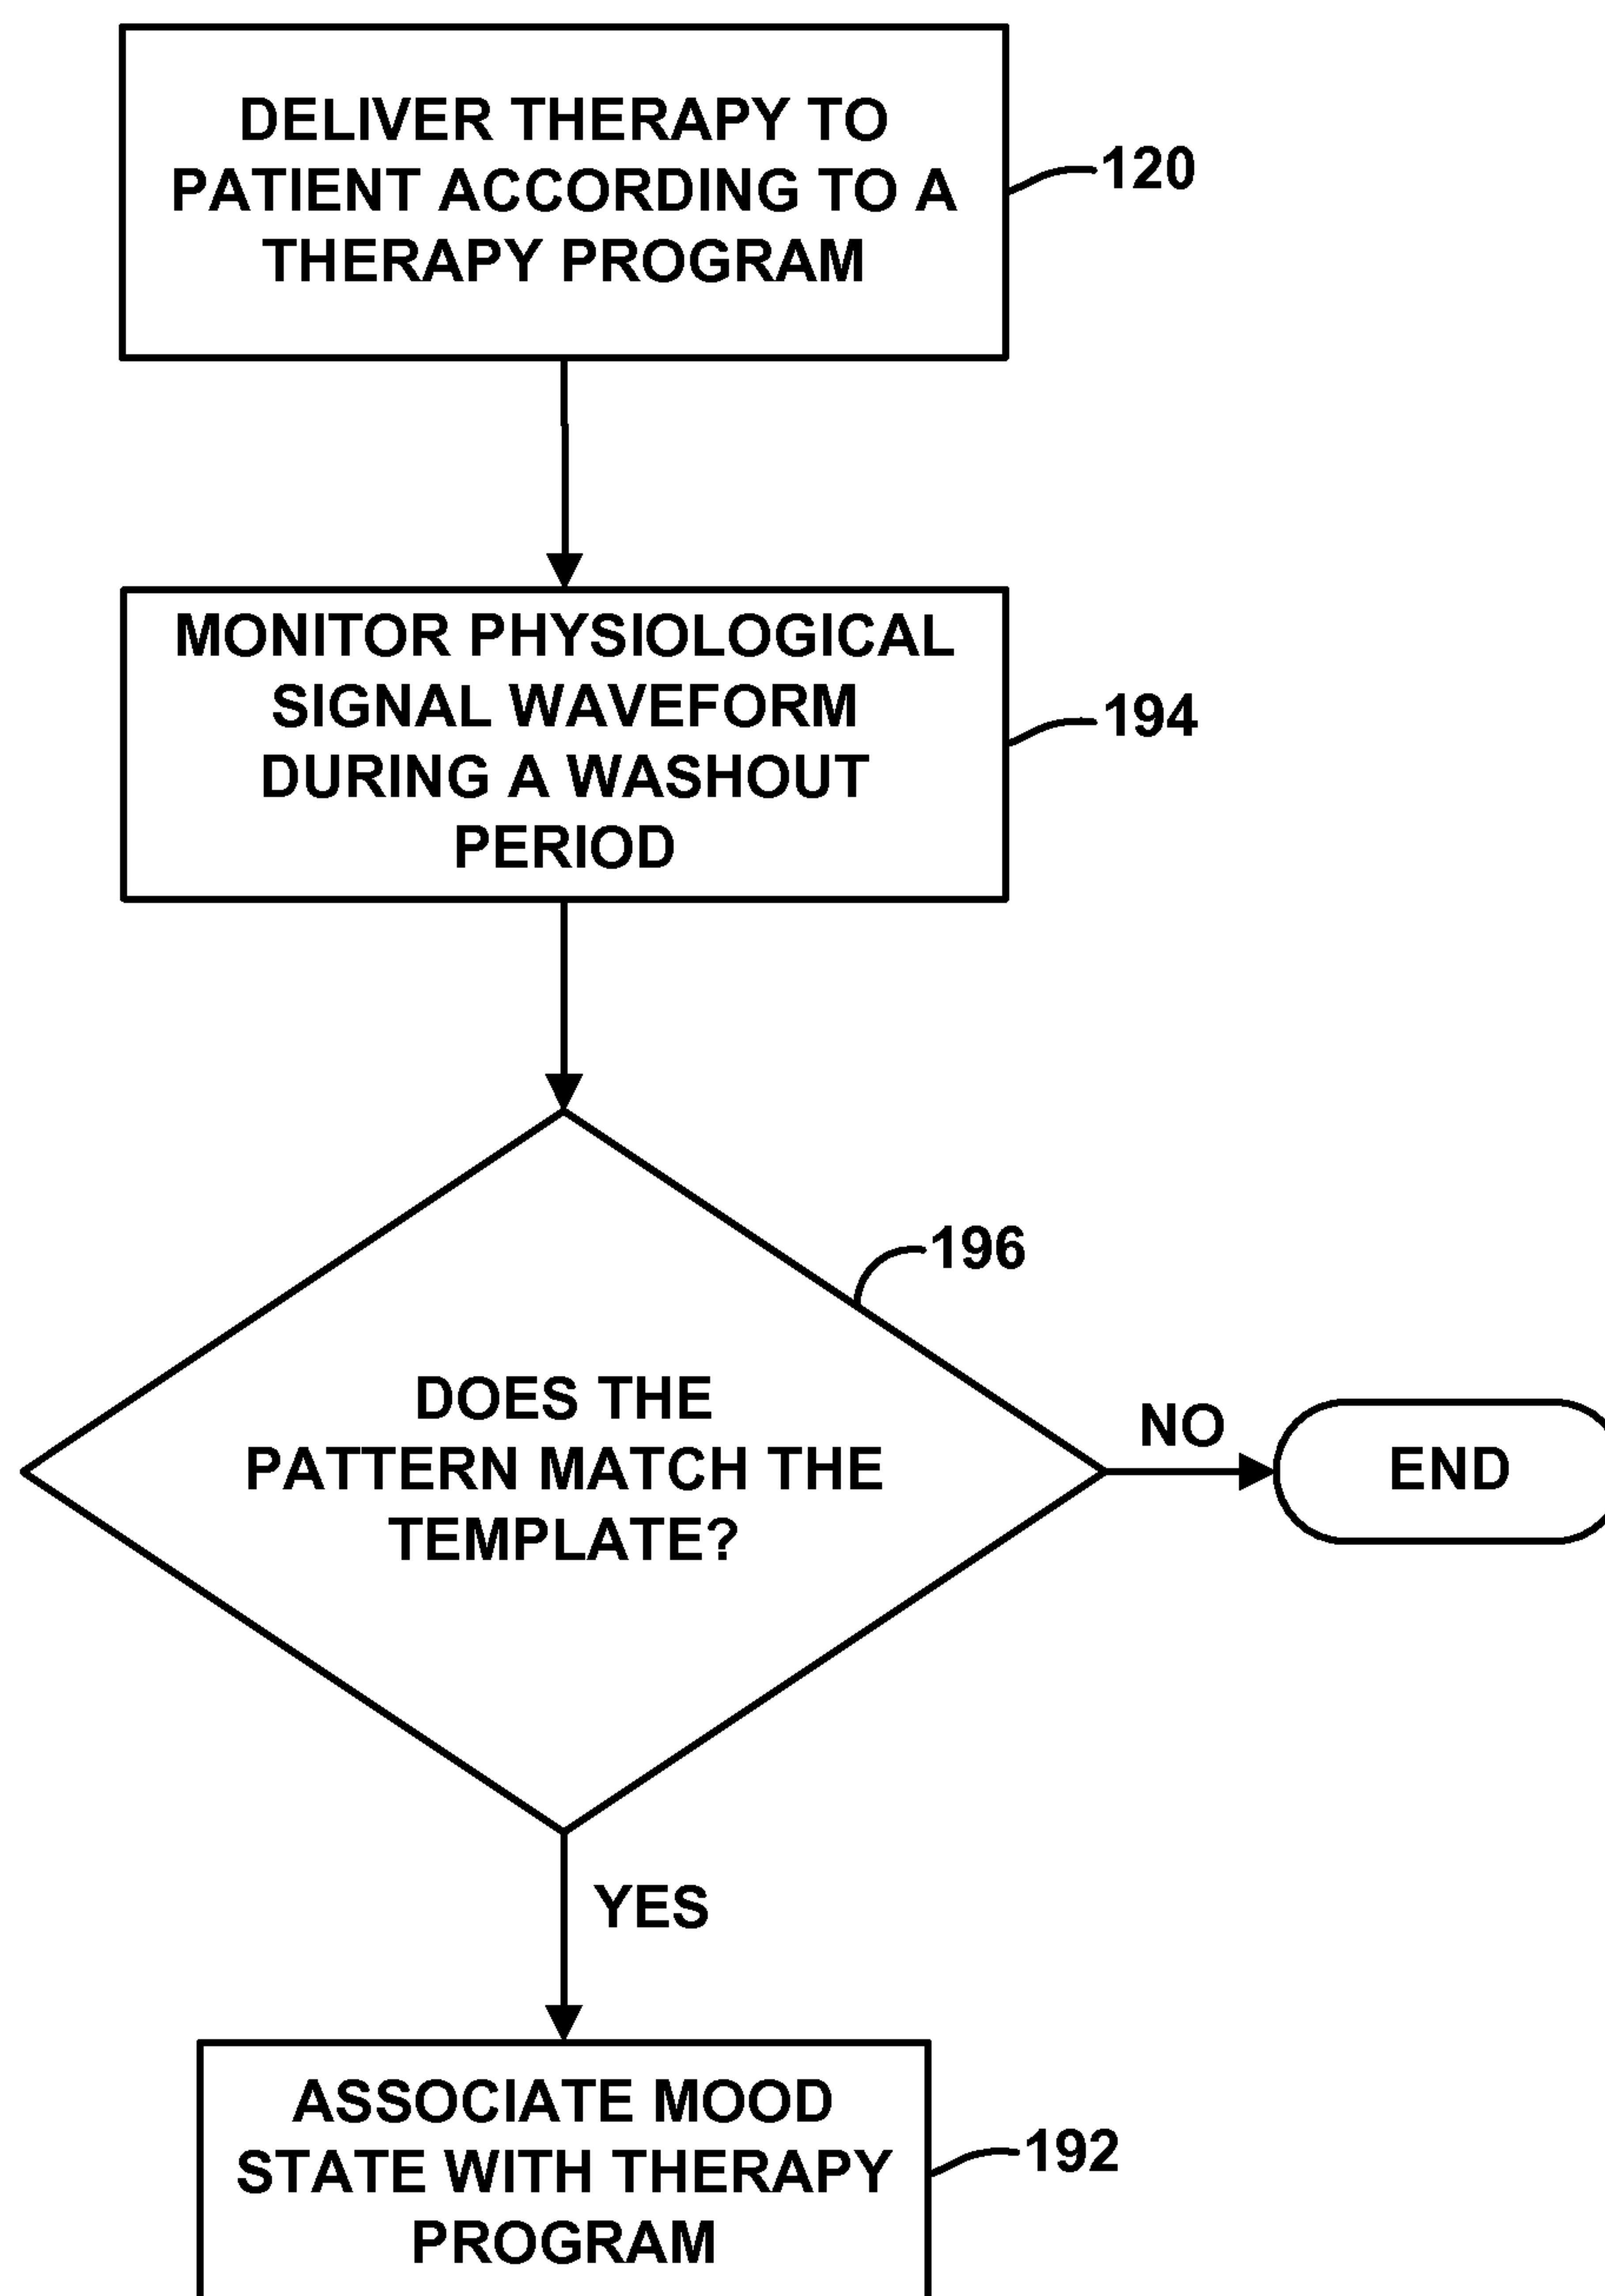 DELIVER THERAPY TO
PATIENT ACCORDING TO A
THERAPY PROGRAM
120
MONITOR PHYSIOLOGICAL
SIGNAL WAVEFORM
DURING A WASHOUT
PERIOD
194
196
DOES THE
PATTERN MATCH THE
TEMPLATE?
NO
END
YES
ASSOCIATE MOOD
STATE WITH THERAPY
PROGRAM
192